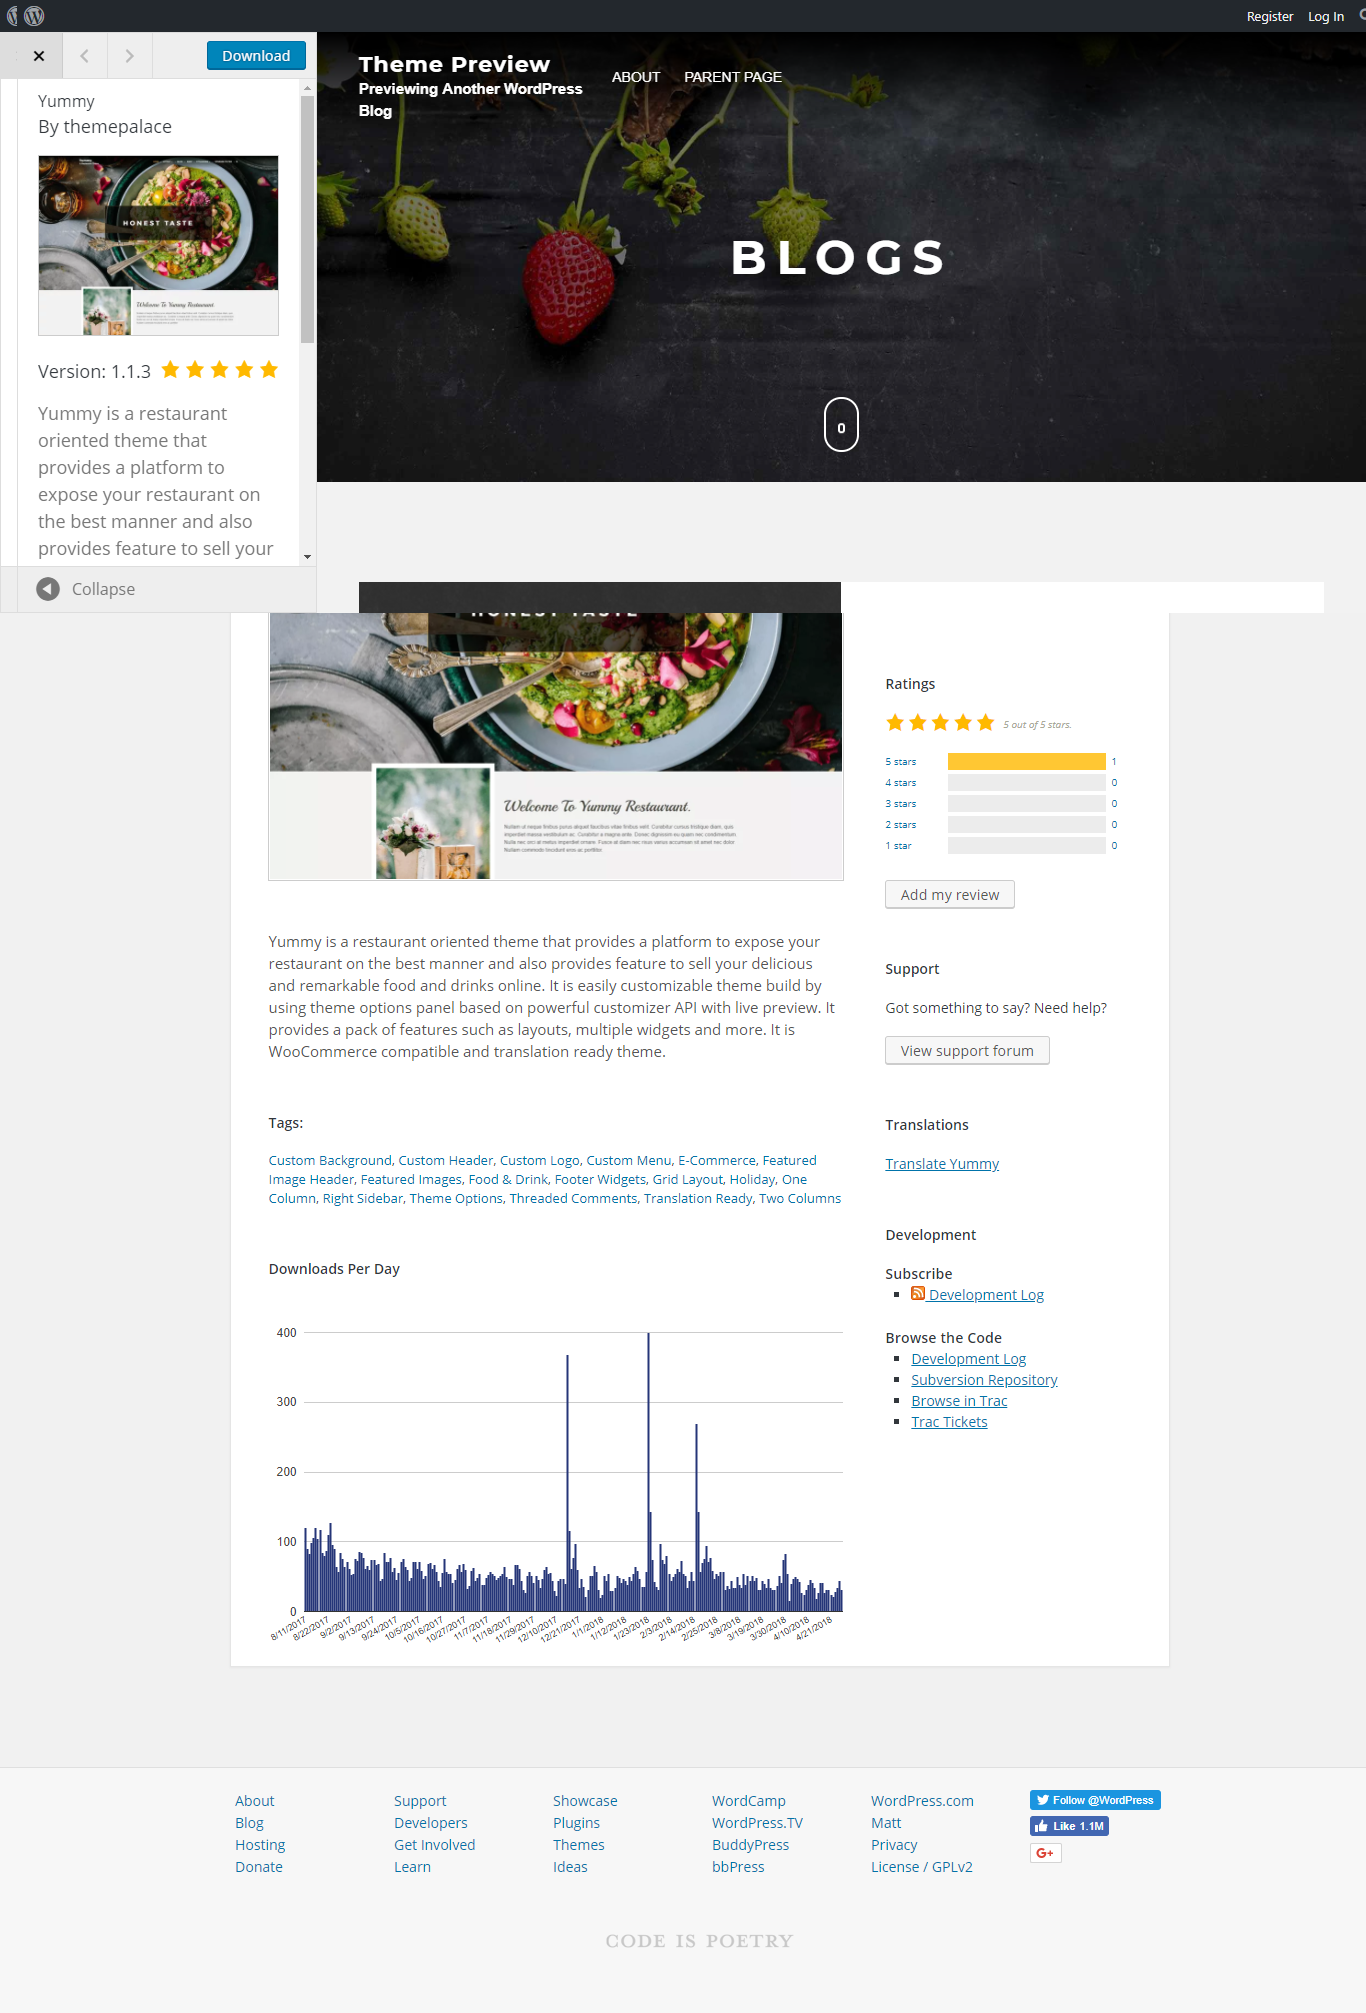 Register Log In
Download
Yummy
By themepalace
HONEST TASTE
Welcome To Yummy Restaurant.
Version: 1.1.3
Yummy is a restaurant
oriented theme that
provides a platform to
expose your restaurant on
the best manner and also
provides feature to sell your
Collapse
Theme Preview
Previewing Another WordPress
Blog
ABOUT PARENT PAGE
BLOGS
0
HONEST TASTE
Welcome To Yummy Restaurant.
Yummy is a restaurant oriented theme that provides a platform to expose your
restaurant on the best manner and also provides feature to sell your delicious
and remarkable food and drinks online. It is easily customizable theme build by
using theme options panel based on powerful customizer API with live preview. It
provides a pack of features such as layouts, multiple widgets and more. It is
WooCommerce compatible and translation ready theme.
Tags:
Custom Background, Custom Header, Custom Logo, Custom Menu, E-Commerce, Featured
Image Header, Featured Images, Food & Drink, Footer Widgets, Grid Layout, Holiday, One
Column, Right Sidebar, Theme Options, Threaded Comments, Translation Ready, Two Columns
Downloads Per Day
400
300
200
100
0
8/11/2017 8/22/2017 9/2/2017 9/13/2017 9/24/2017 10/5/2017 10/16/2017 10/27/2017 11/7/2017 11/18/2017 11/29/2017 12/10/2017 12/21/2017 1/1/2018 1/12/2018 1/23/2018 2/3/2018 2/14/2018 2/25/2018 3/8/2018 3/19/2018 3/30/2018 4/10/2018 4/21/2018
Ratings
5 out of 5 stars.
5 stars 1
4 stars 0
3 stars 0
2 stars 0
1 star 0
Add my review
Support
Got something to say? Need help?
View support forum
Translations
Translate Yummy
Development
Subscribe
Development Log
Browse the Code
Development Log
Subversion Repository
Browse in Trac
Trac Tickets
About
Blog
Hosting
Donate
Support
Developers
Get Involved
Learn
Showcase
Plugins
Themes
Ideas
WordCamp
WordPress.TV
BuddyPress
bbPress
WordPress.com
Matt
Privacy
License / GPLv2
Follow @WordPress
Like 1.1M
G+
CODE IS POETRY